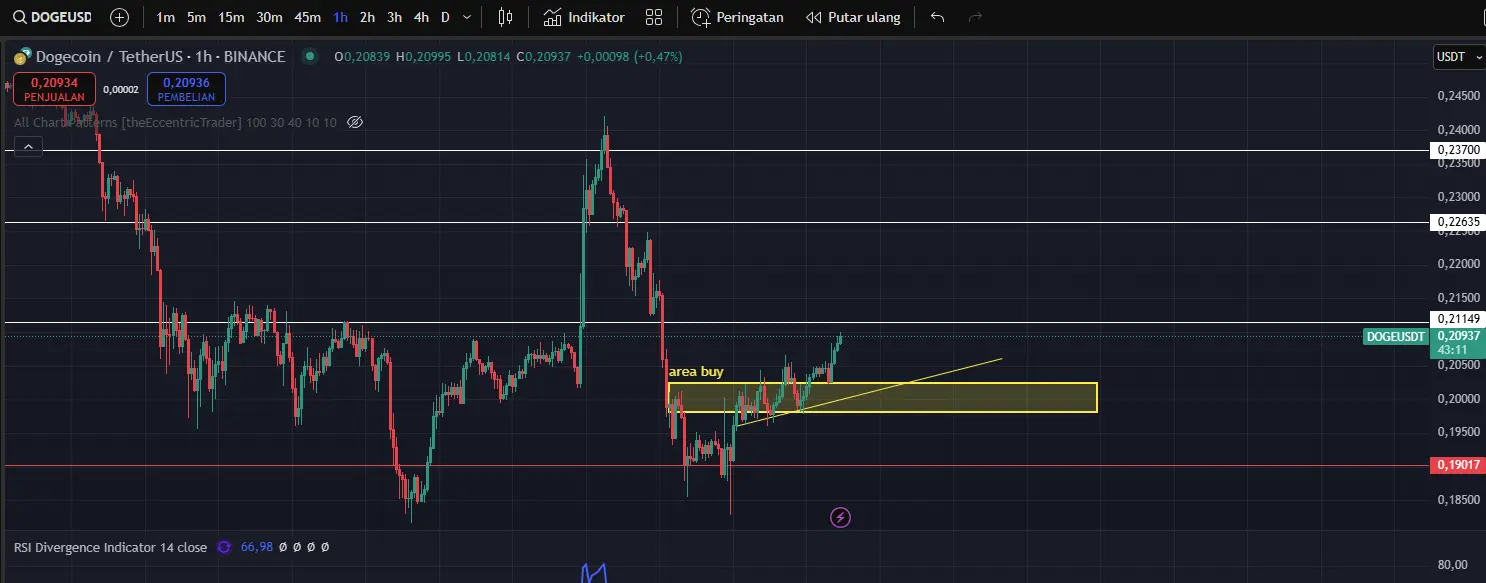 DOGEUSD 1m 5m 15m 30m 45m 1h 2h 3h 4h D Indikator Peringatan Putar ulang
Dogecoin / TetherUS · 1h · BINANCE O0,20839 H0,20995 L0,20814 C0,20937 +0,00098 (+0,47%)
USDT
0,20934
PENJUALAN
0,00002
0,20936
PEMBELIAN
All Chart Patterns [theEccentricTrader] 100 30 40 10 10
0,24500
0,24000
0,23700
0,23500
0,23000
0,22635
0,22500
0,22000
0,21500
0,21149
DOGEUSDT 0,20937
43:11
0,20500
area buy
0,20000
0,19500
0,19017
0,18500
RSI Divergence Indicator 14 close 66,98 Ø Ø Ø Ø
80,00